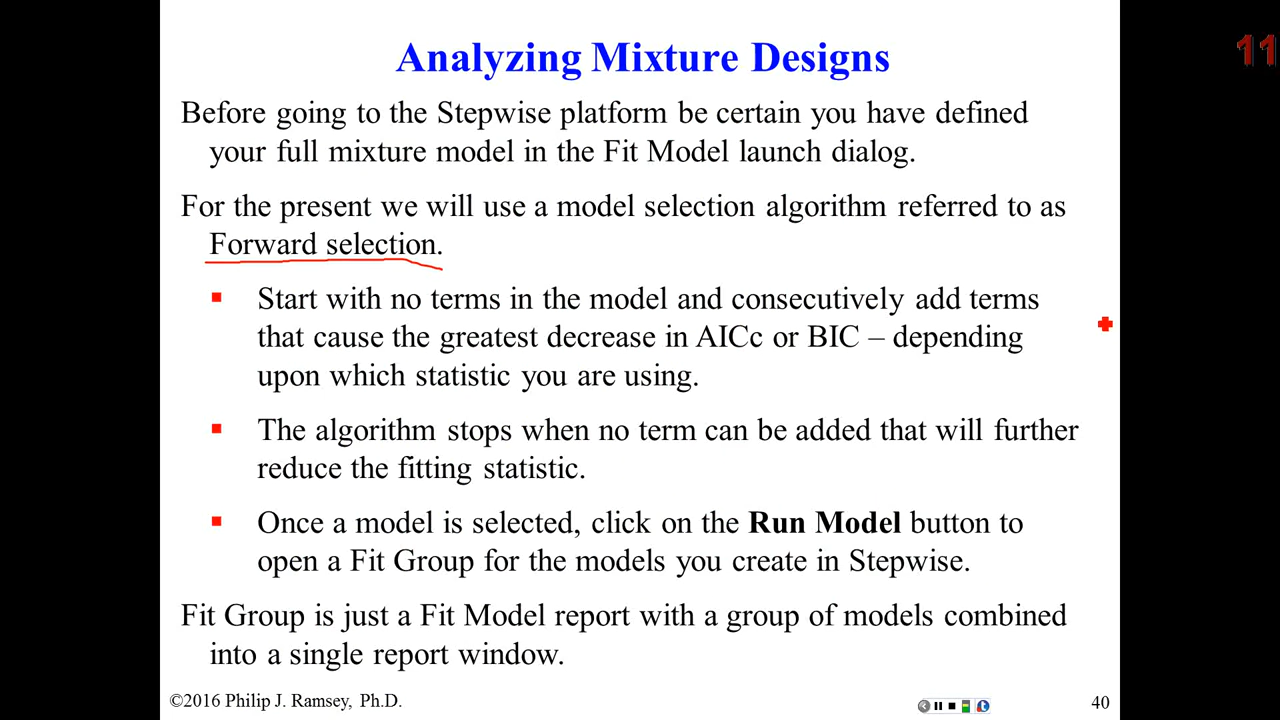 Analyzing Mixture Designs
11
Before going to the Stepwise platform be certain you have defined
your full mixture model in the Fit Model launch dialog.
For the present we will use a model selection algorithm referred to as
Forward selection.
▪ Start with no terms in the model and consecutively add terms
that cause the greatest decrease in AICc or BIC – depending
upon which statistic you are using.
▪ The algorithm stops when no term can be added that will further
reduce the fitting statistic.
▪ Once a model is selected, click on the Run Model button to
open a Fit Group for the models you create in Stepwise.
Fit Group is just a Fit Model report with a group of models combined
into a single report window.
©2016 Philip J. Ramsey, Ph.D.
40